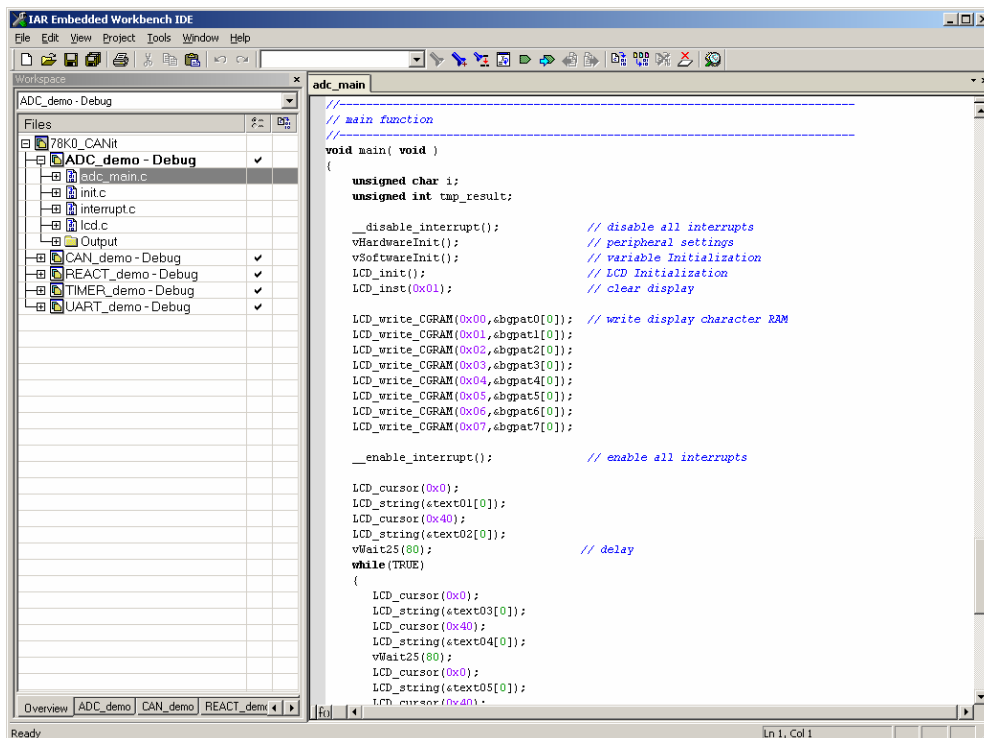 IAR Embedded Workbench IDE
File Edit View Project Tools Window Help
Workspace
ADC_demo - Debug
Files
78K0_CANit
ADC_demo - Debug
adc_main.c
init.c
interrupt.c
lcd.c
Output
CAN_demo - Debug
REACT_demo - Debug
TIMER_demo - Debug
UART_demo - Debug
Overview ADC_demo CAN_demo REACT_demo
adc_main
//------------------------------------------------------------------------------
// main function
//------------------------------------------------------------------------------
void main( void )
{
unsigned char i;
unsigned int tmp_result;
__disable_interrupt(); // disable all interrupts
vHardwareInit(); // peripheral settings
vSoftwareInit(); // variable Initialization
LCD_init(); // LCD Initialization
LCD_inst(0x01); // clear display
LCD_write_CGRAM(0x00,&bgpat0[0]); // write display character RAM
LCD_write_CGRAM(0x01,&bgpat1[0]);
LCD_write_CGRAM(0x02,&bgpat2[0]);
LCD_write_CGRAM(0x03,&bgpat3[0]);
LCD_write_CGRAM(0x04,&bgpat4[0]);
LCD_write_CGRAM(0x05,&bgpat5[0]);
LCD_write_CGRAM(0x06,&bgpat6[0]);
LCD_write_CGRAM(0x07,&bgpat7[0]);
__enable_interrupt(); // enable all interrupts
LCD_cursor(0x0);
LCD_string(&text01[0]);
LCD_cursor(0x40);
LCD_string(&text02[0]);
vWait25(80); // delay
while(TRUE)
{
LCD_cursor(0x0);
LCD_string(&text03[0]);
LCD_cursor(0x40);
LCD_string(&text04[0]);
vWait25(80);
LCD_cursor(0x0);
LCD_string(&text05[0]);
LCD_cursor(0x40);
Ready
Ln 1, Col 1